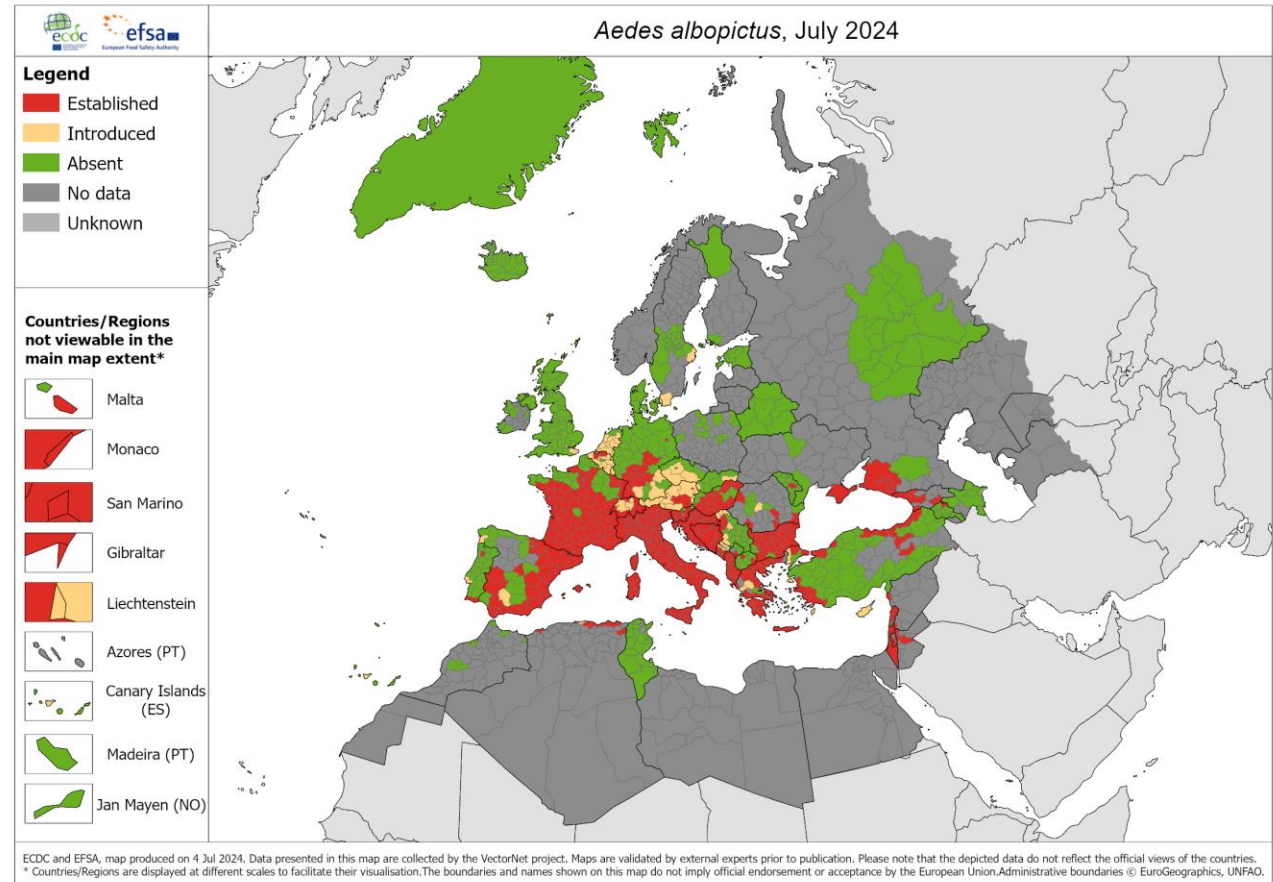 ecdc
efsa
European Food Safety Authority
Aedes albopictus, July 2024
Legend
Established
Introduced
Absent
No data
Unknown
Countries/Regions
not viewable in the
main map extent*
Malta
Monaco
San Marino
Gibraltar
Liechtenstein
Azores (PT)
Canary Islands
(ES)
Madeira (PT)
Jan Mayen (NO)
ECDC and EFSA, map produced on 4 Jul 2024. Data presented in this map are collected by the VectorNet project. Maps are validated by external experts prior to publication. Please note that the depicted data do not reflect the official views of the countries.
* Countries/Regions are displayed at different scales to facilitate their visualisation.The boundaries and names shown on this map do not imply official endorsement or acceptance by the European Union.Administrative boundaries © EuroGeographics, UNFAO.